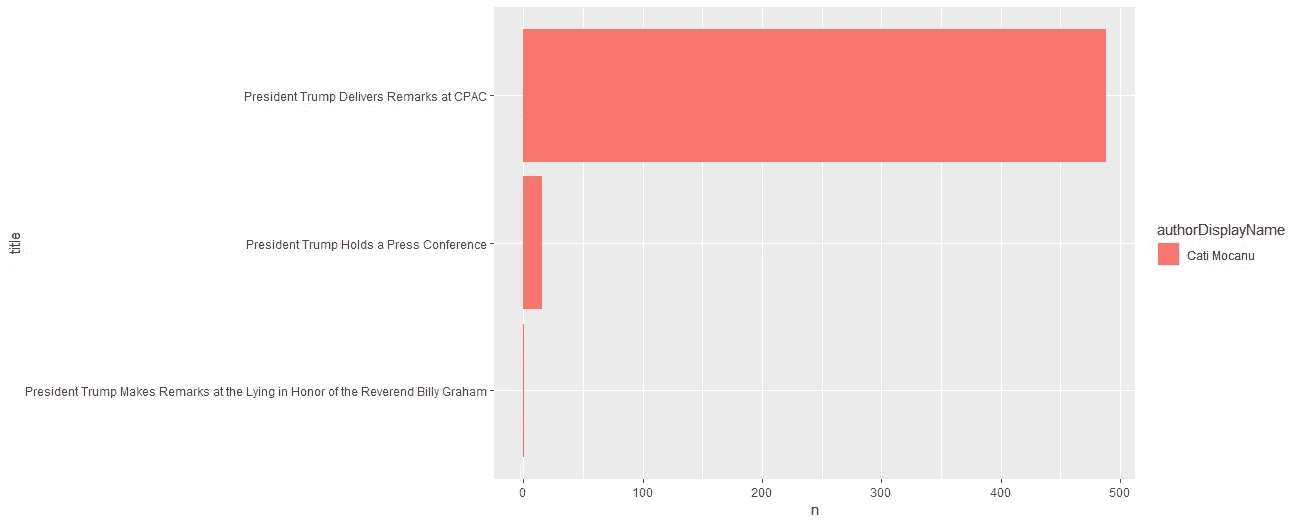 President Trump Delivers Remarks at CPAC
President Trump Holds a Press Conference
President Trump Makes Remarks at the Lying in Honor of the Reverend Billy Graham
title
0 100 200 300 400 500
n
authorDisplayName
Cati Mocanu